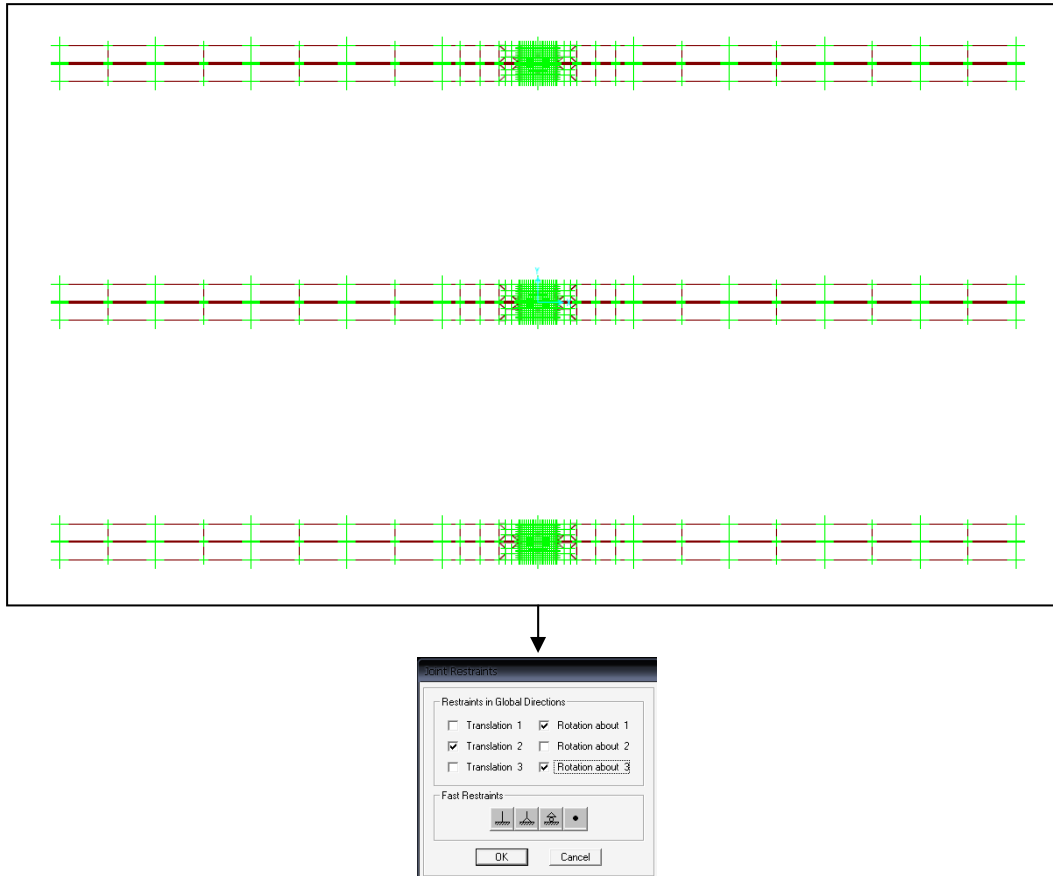 Y
Joint Restraints
Restraints in Global Directions
Translation 1 Rotation about 1
Translation 2 Rotation about 2
Translation 3 Rotation about 3
Fast Restraints
OK Cancel